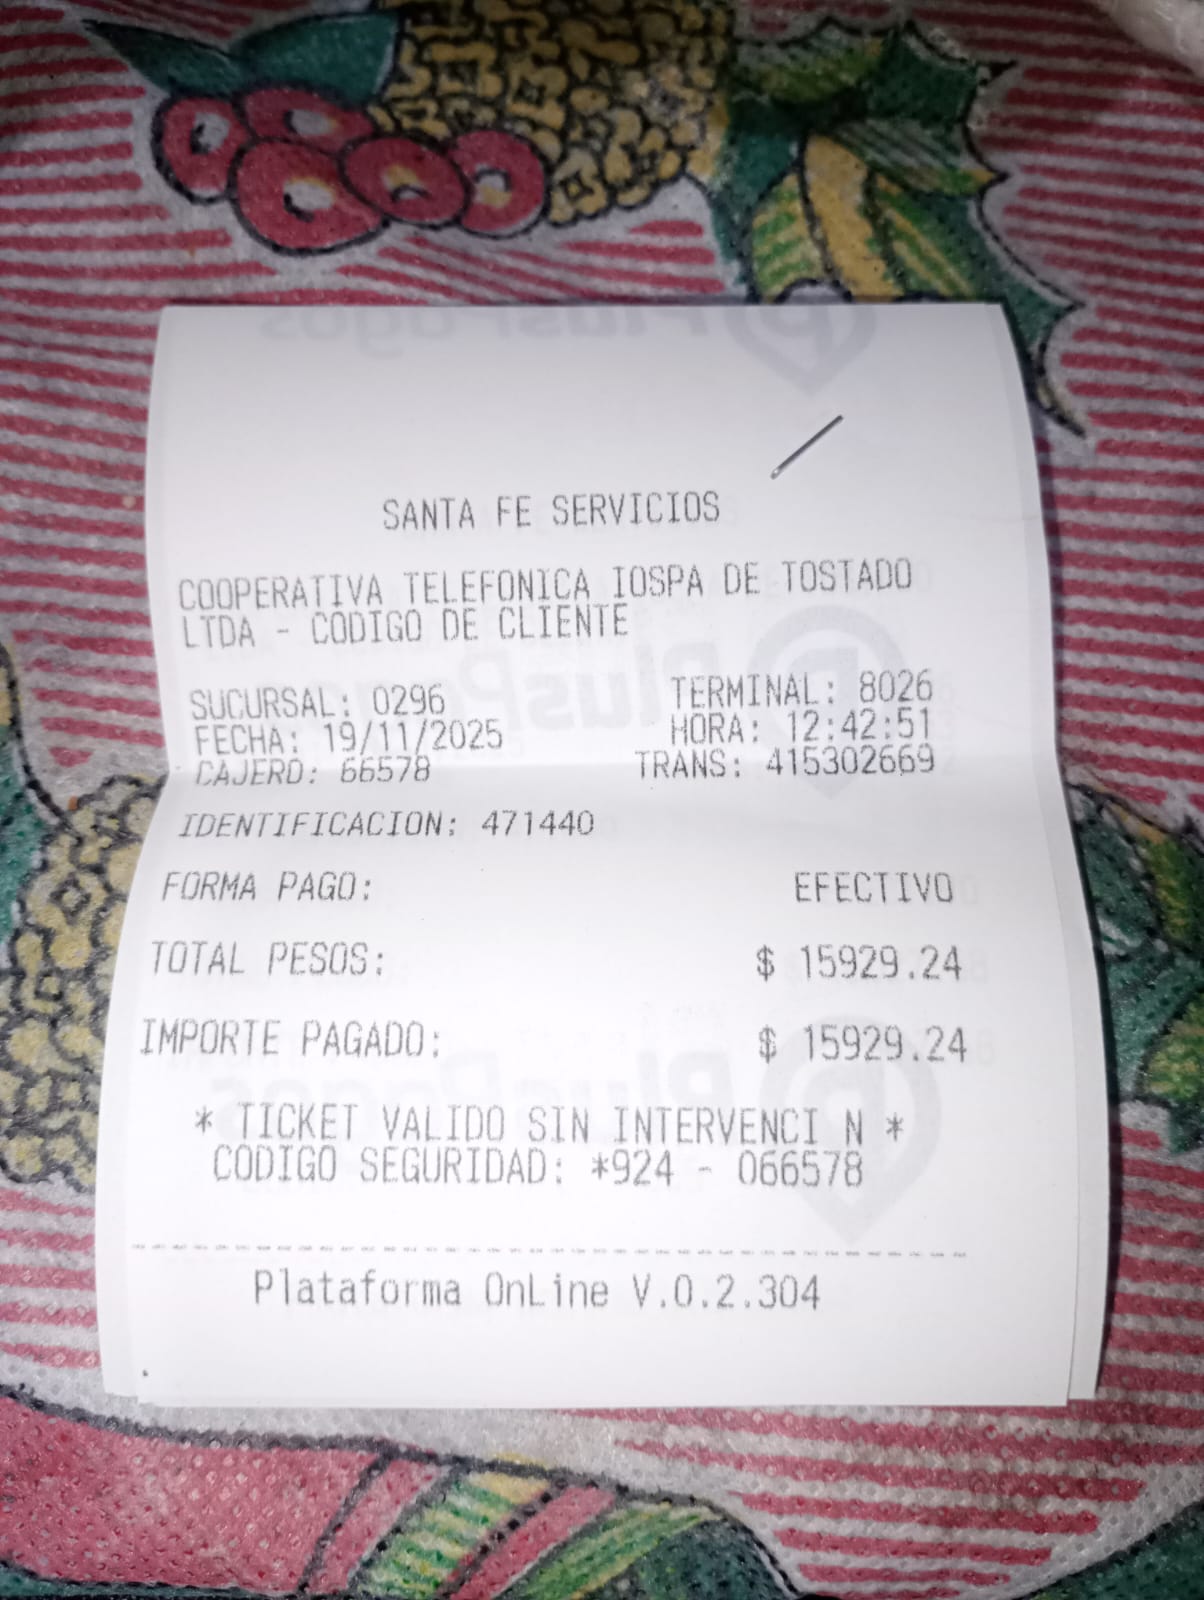 SANTA FE SERVICIOS
COOPERATIVA TELEFONICA IOSPA DE TOSTADO
LTDA - CODIGO DE CLIENTE
SUCURSAL: 0296 TERMINAL: 8026
FECHA: 19/11/2025 HORA: 12:42:51
CAJERO: 66578 TRANS: 415302669
IDENTIFICACION: 471440
FORMA PAGO: EFECTIVO
TOTAL PESOS: $ 15929.24
IMPORTE PAGADO: $ 15929.24
* TICKET VALIDO SIN INTERVENCI N *
CODIGO SEGURIDAD: *924 - 066578
Plataforma OnLine V.0.2.304